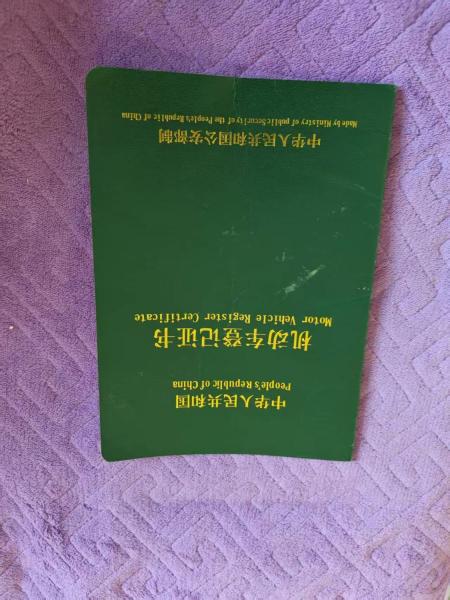 中华人民共和国
People's Republic of China
机动车登记证书
Motor Vehicle Register Certificate
中华人民共和国公安部制
Made by Ministry of public Security of the People's Republic of China